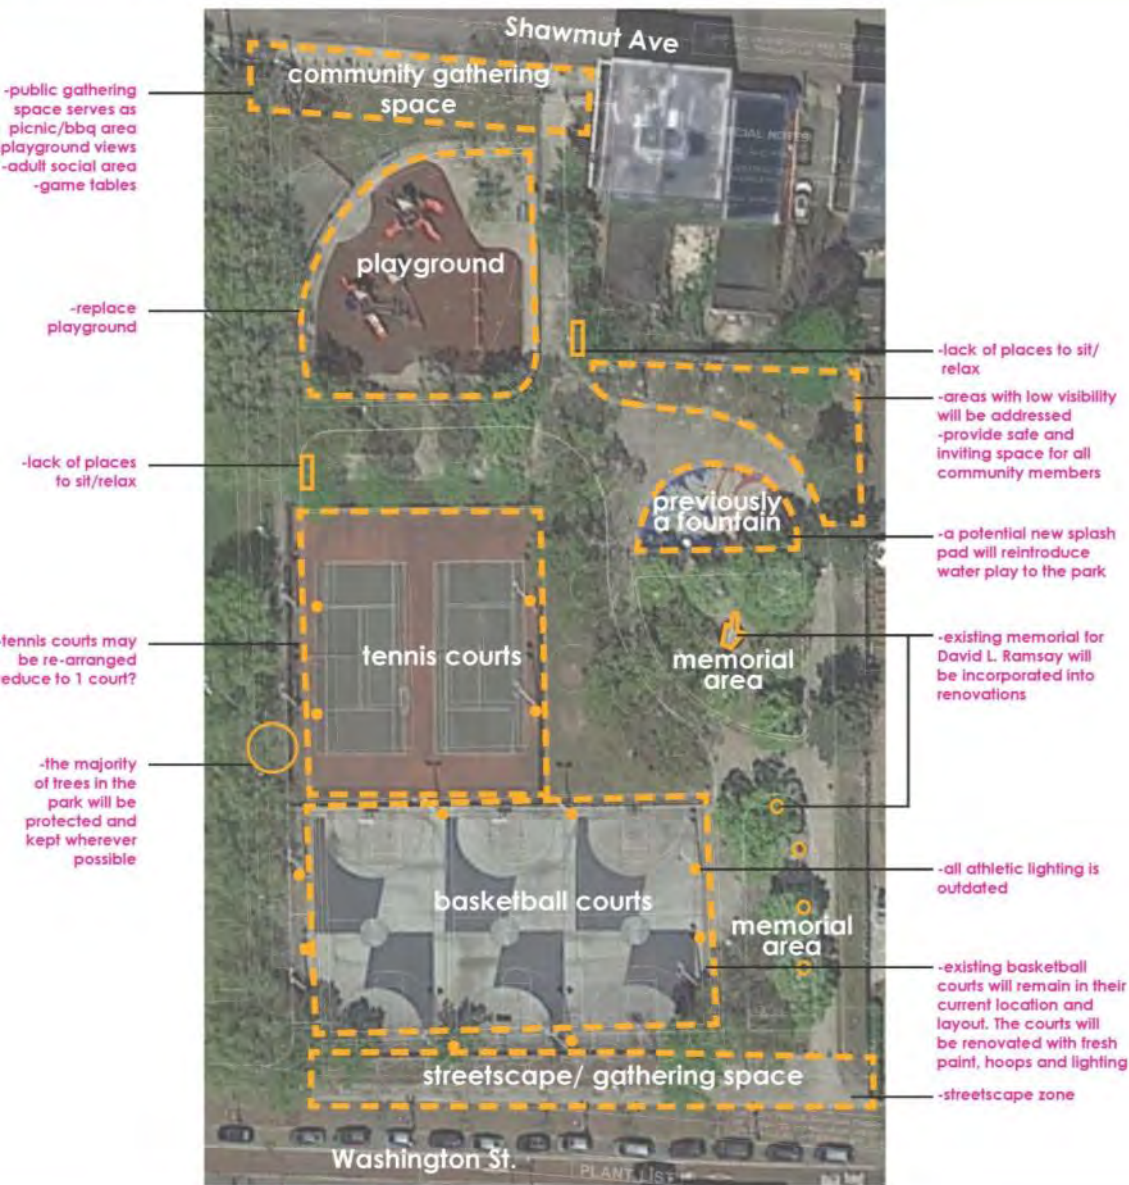 Shawmut Ave
community gathering
space
-public gathering
space serves as
picnic/bbq area
playground views
-adult social area
-game tables
playground
-replace
playground
-lack of places to sit/
relax
-areas with low visibility
will be addressed
-provide safe and
inviting space for all
community members
-lack of places
to sit/relax
previously
a fountain
-a potential new splash
pad will reintroduce
water play to the park
tennis courts
-tennis courts may
be re-arranged
educe to 1 court?
memorial
area
-existing memorial for
David L. Ramsay will
be incorporated into
renovations
-the majority
of trees in the
park will be
protected and
kept wherever
possible
basketball courts
-all athletic lighting is
outdated
memorial
area
-existing basketball
courts will remain in their
current location and
layout. The courts will
be renovated with fresh
paint, hoops and lighting
streetscape/ gathering space
-streetscape zone
Washington St.
PLANT LIST